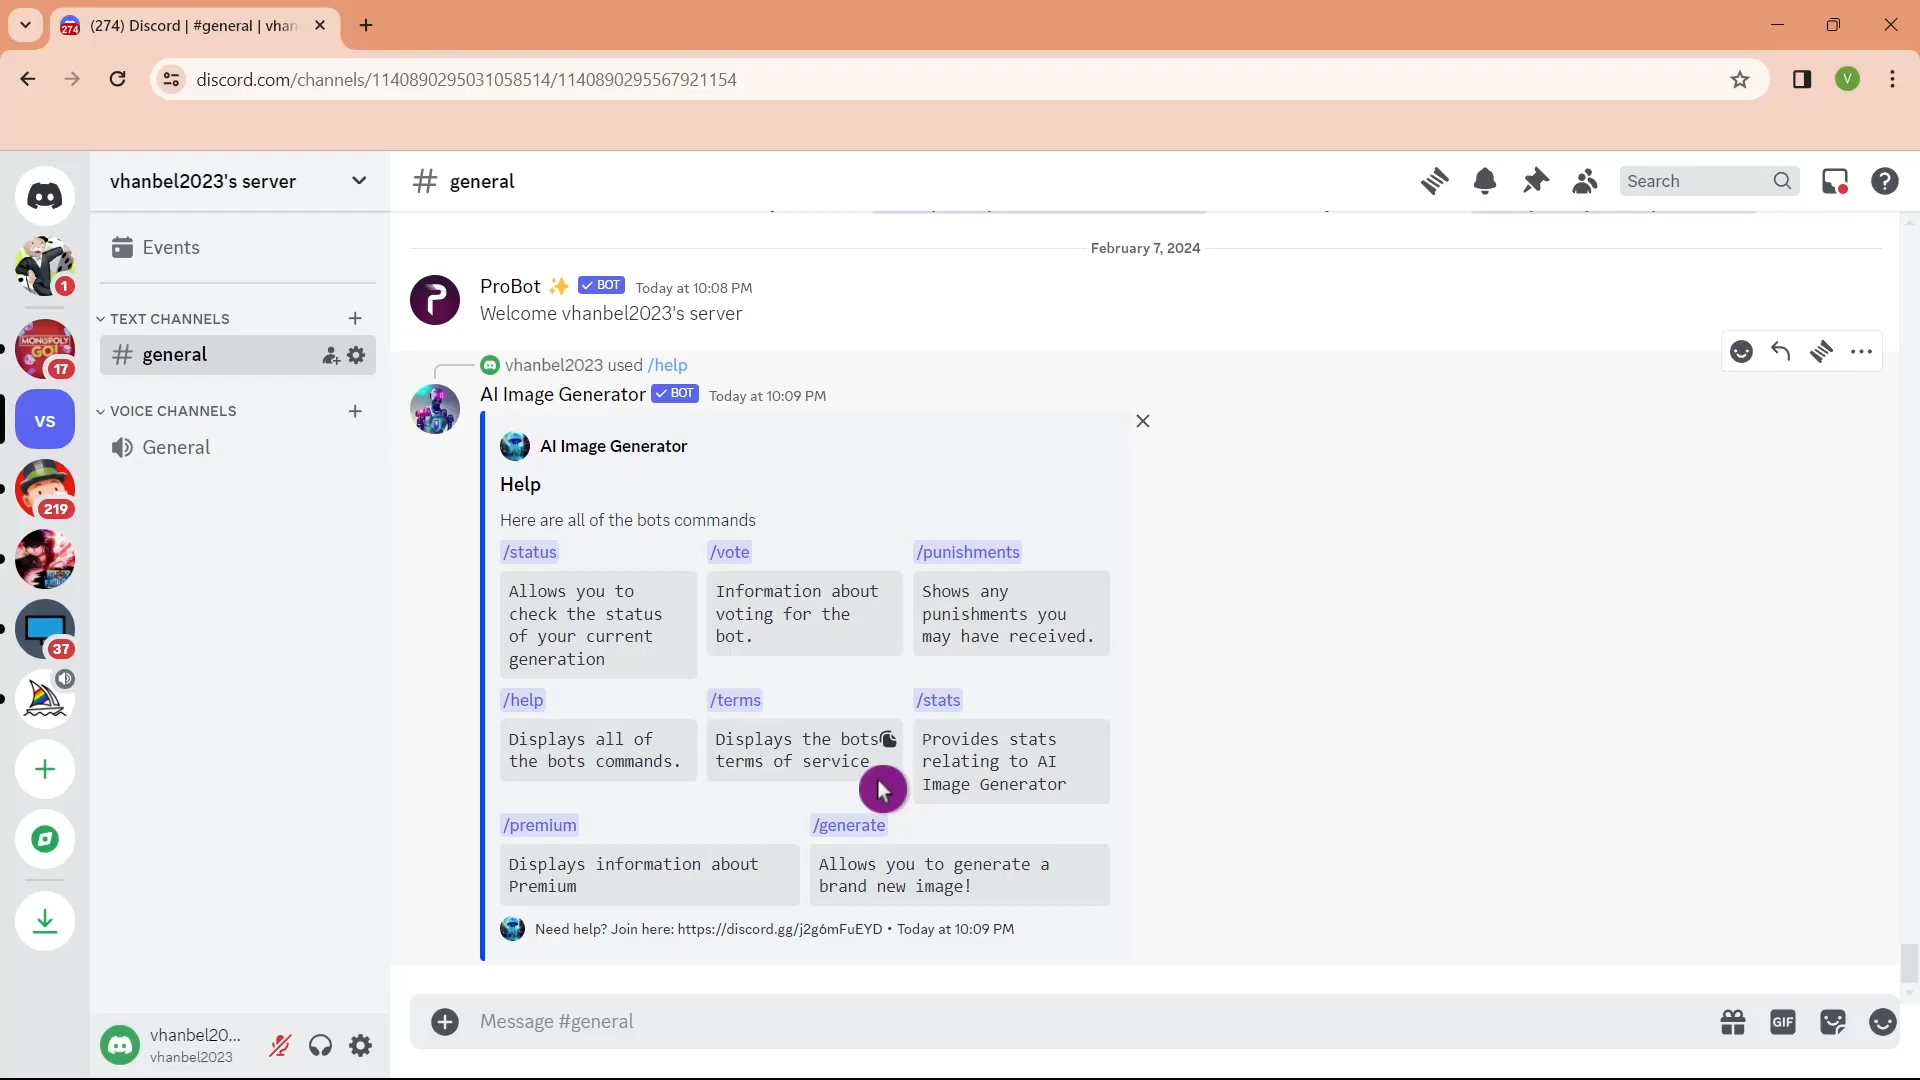 274
(274) Discord | #general | vhan
discord.com/channels/1140890295031058514/1140890295567921154
V
vhanbel2023's server
# general
Search
Events
1
TEXT CHANNELS
# general
17
VOICE CHANNELS
General
VS
219
37
February 7, 2024
ProBot ✨ BOT Today at 10:08 PM
Welcome vhanbel2023's server
vhanbel2023 used /help
AI Image Generator BOT Today at 10:09 PM
AI Image Generator
Help
Here are all of the bots commands
/status
Allows you to
check the status
of your current
generation
/vote
Information about
voting for the
bot.
/punishments
Shows any
punishments you
may have received.
/help
Displays all of
the bots commands.
/terms
Displays the bots
terms of service
/stats
Provides stats
relating to AI
Image Generator
/premium
Displays information about
Premium
/generate
Allows you to generate a
brand new image!
Need help? Join here: https://discord.gg/j2g6mFuEYD • Today at 10:09 PM
Message #general
GIF
vhanbel20...
vhanbel2023